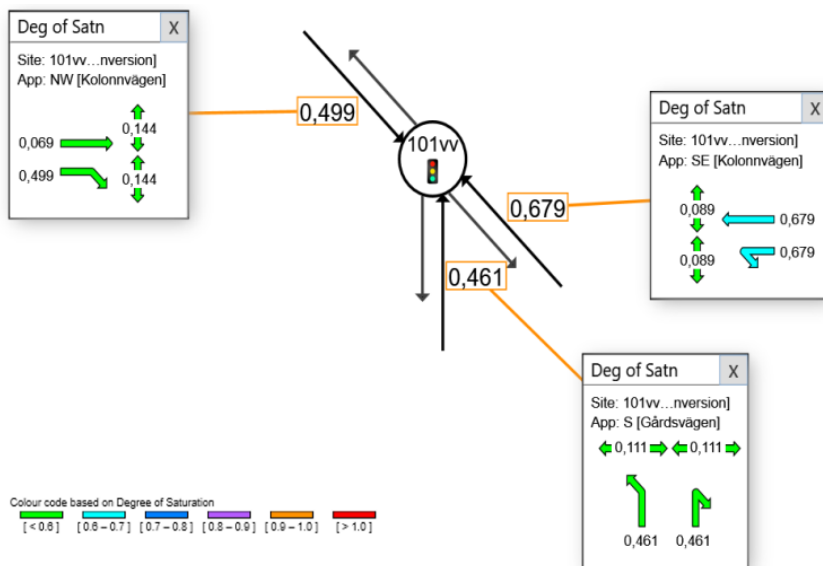 Deg of Satn X
Site: 101vv...nversion]
App: NW [Kolonnvägen]
0,069
0,144
0,499
0,144
0,499
101vv
0,679
0,461
Deg of Satn X
Site: 101vv...nversion]
App: SE [Kolonnvägen]
0,089
0,679
0,089
0,679
Deg of Satn X
Site: 101vv...nversion]
App: S [Gårdsvägen]
0,111 0,111
0,461 0,461
Colour code based on Degree of Saturation
[ < 0.6 ] [ 0.6 – 0.7 ] [ 0.7 – 0.8 ] [ 0.8 – 0.9 ] [ 0.9 – 1.0 ] [ > 1.0 ]